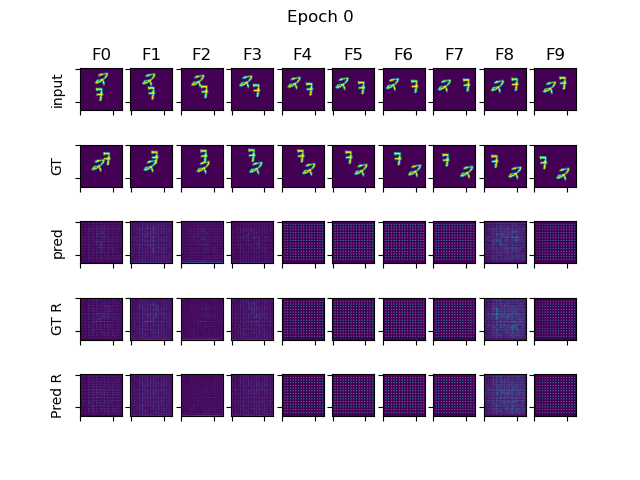 Epoch 0
F0 F1 F2 F3 F4 F5 F6 F7 F8 F9
input
GT
pred
GT R
Pred R